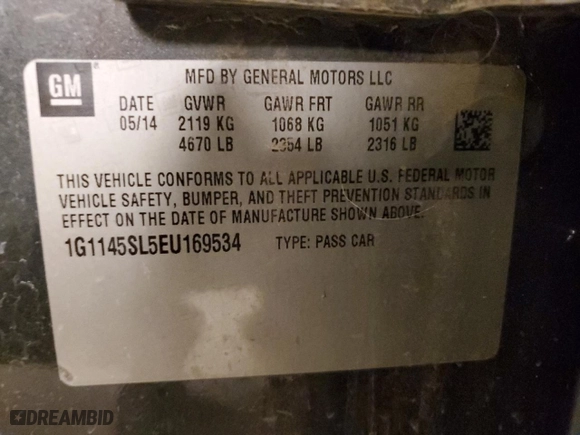 GM
MFD BY GENERAL MOTORS LLC
DATE GVWR GAWR FRT GAWR RR
05/14 2119 KG 1068 KG 1051 KG
4670 LB 2354 LB 2316 LB
THIS VEHICLE CONFORMS TO ALL APPLICABLE U.S. FEDERAL MOTOR
VEHICLE SAFETY, BUMPER, AND THEFT PREVENTION STANDARDS IN
EFFECT ON THE DATE OF MANUFACTURE SHOWN ABOVE.
1G1145SL5EU169534 TYPE: PASS CAR
DREAMBID